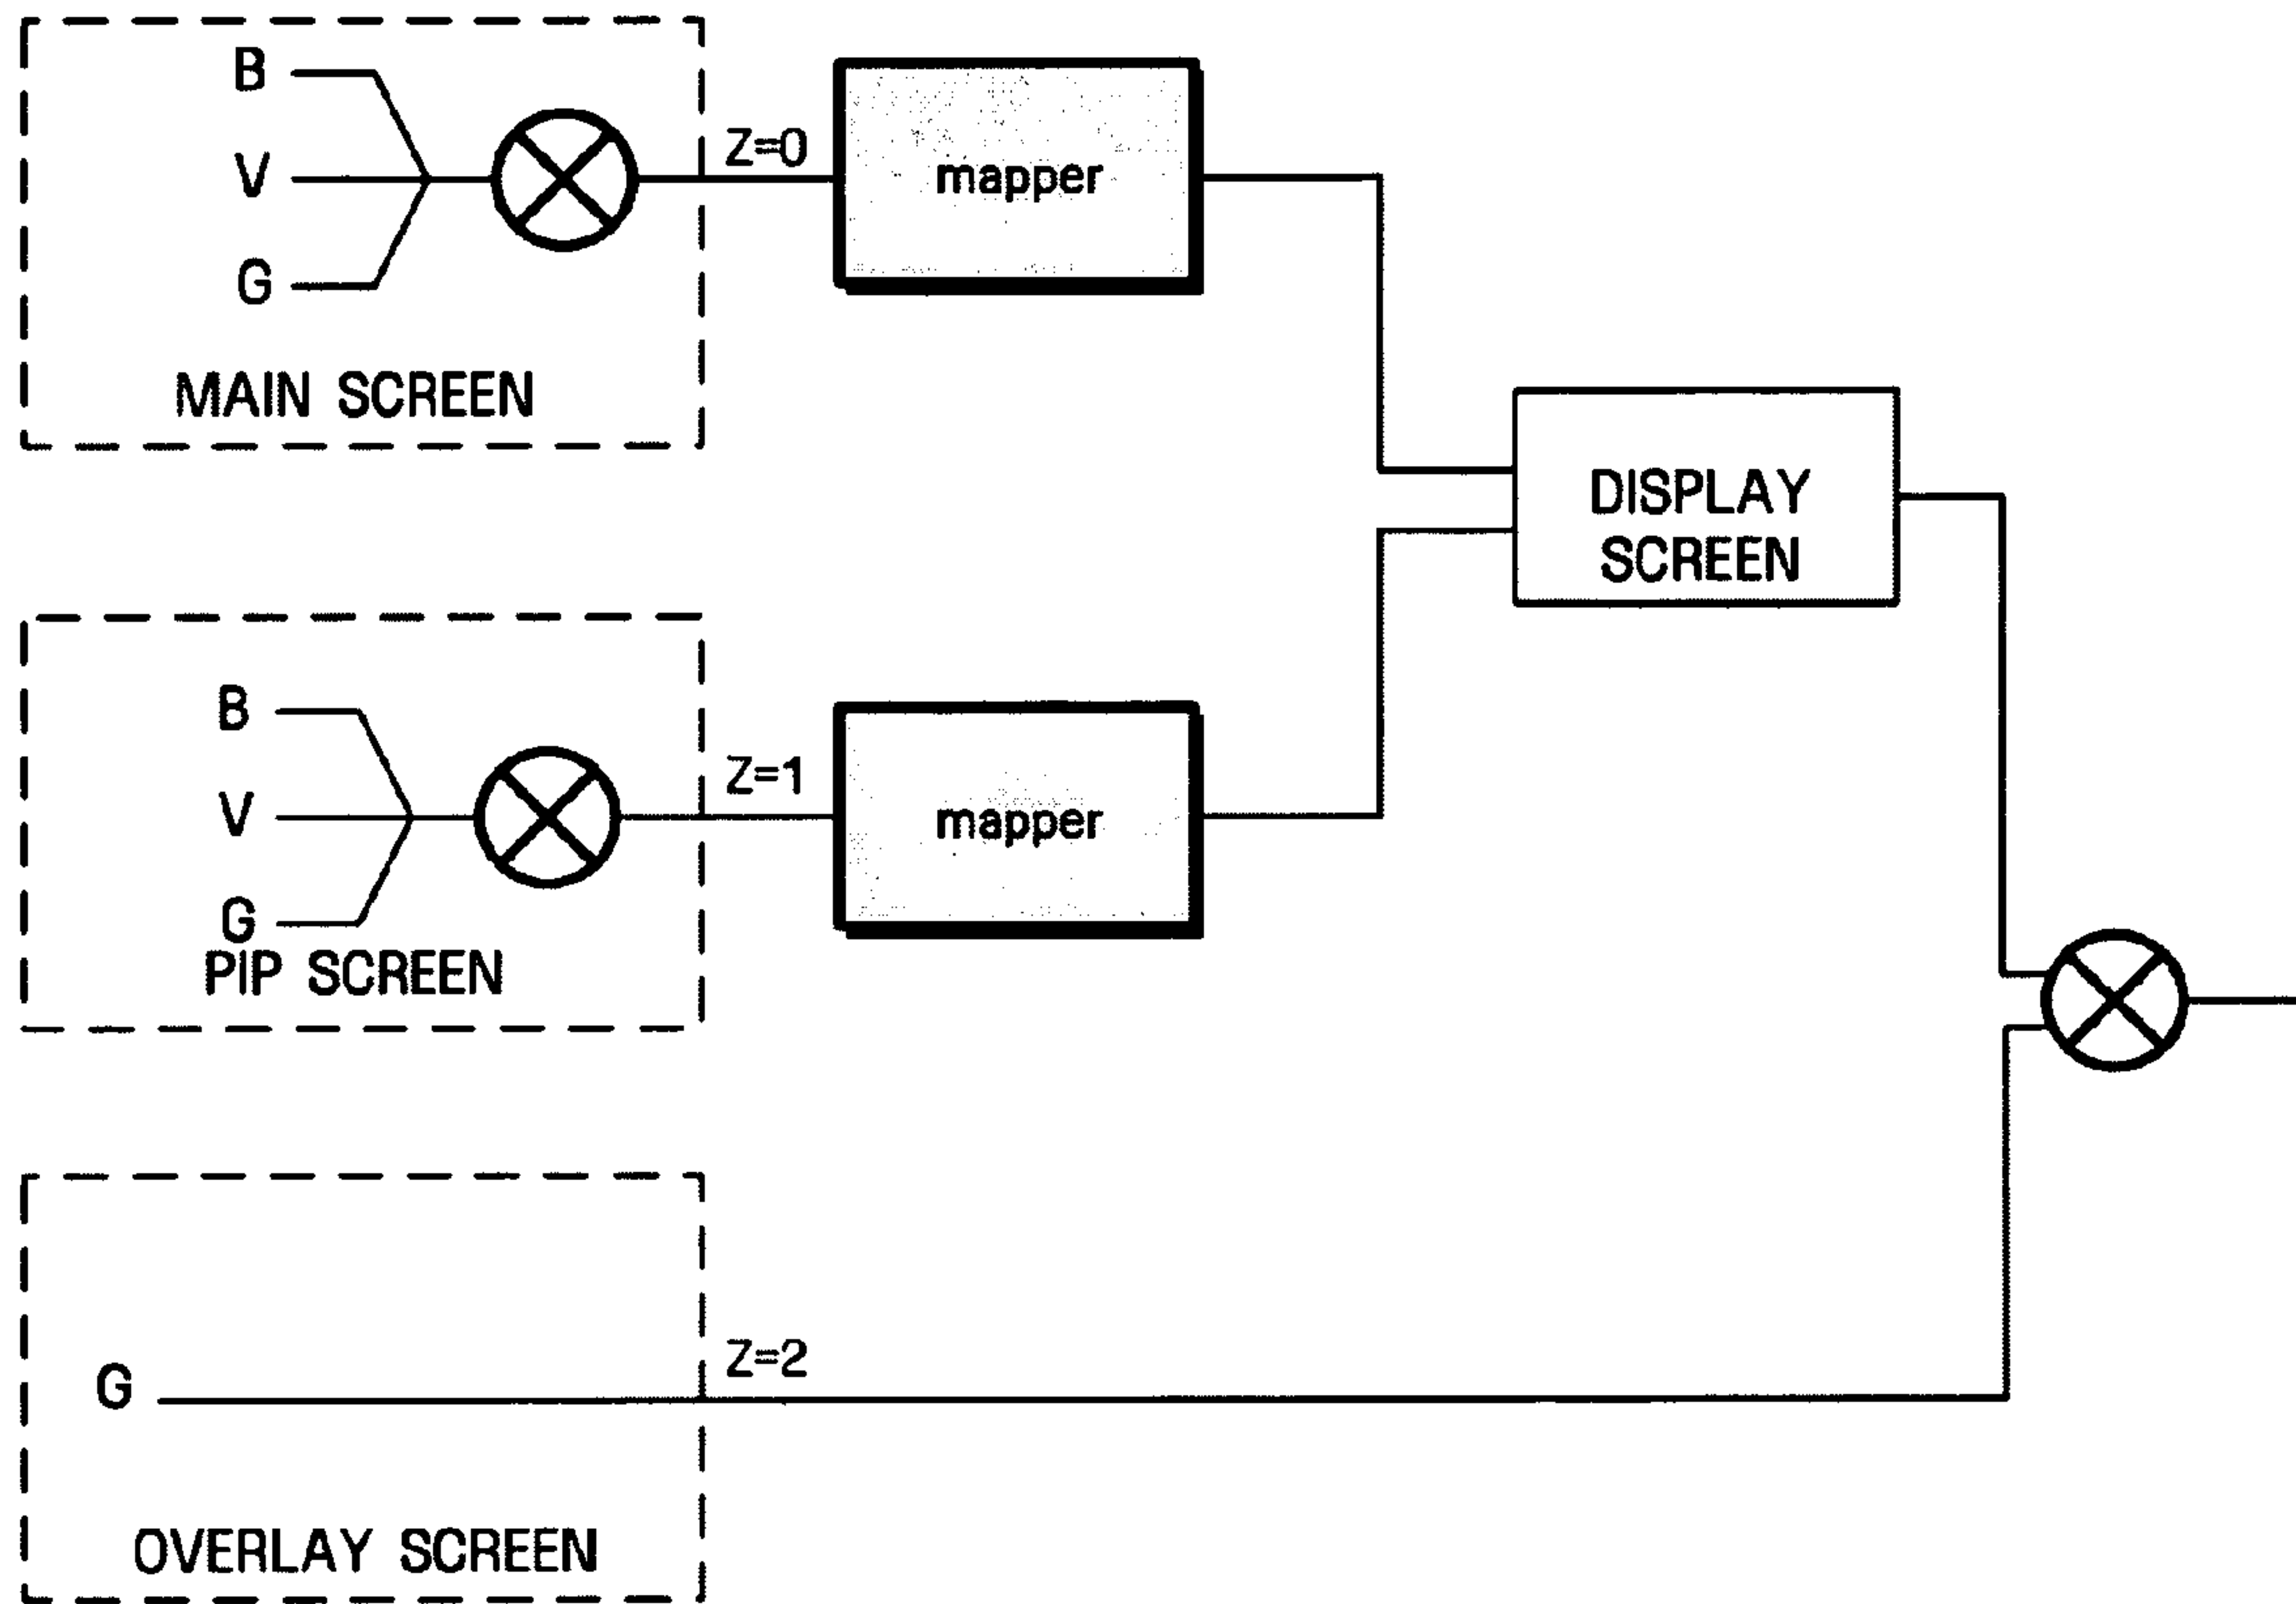 B
V
G
MAIN SCREEN
Z=0
mapper
DISPLAY
SCREEN
B
V
G
PIP SCREEN
Z=1
mapper
G
Z=2
OVERLAY SCREEN